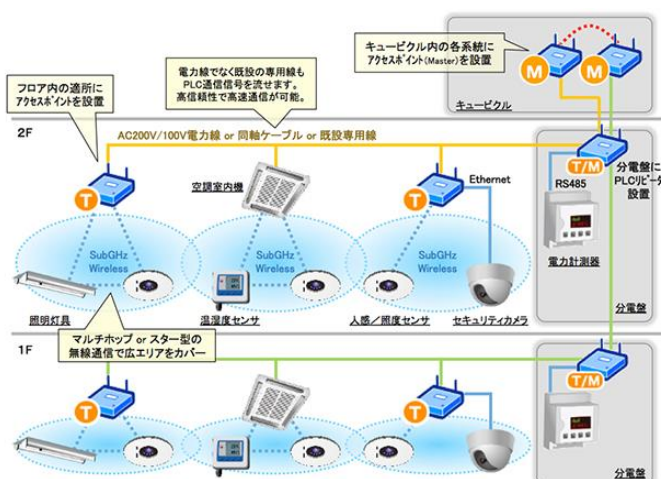 キュービクル内の各系統に
アクセスポイント(Master)を設置
M
M
キュービクル
電力線でなく既設の専用線も
PLC通信信号を流せます。
高信頼性で高速通信が可能。
フロア内の適所に
アクセスポイントを設置
2F
AC200V/100V電力線 or 同軸ケーブル or 既設専用線
T
空調室内機
T
Ethernet
T/M
分電盤に
PLCリピータ
設置
RS485
電力計測器
SubGHz
Wireless
SubGHz
Wireless
SubGHz
Wireless
照明灯具
温湿度センサ
人感/照度センサ
セキュリティカメラ
分電盤
マルチホップ or スター型の
無線通信で広エリアをカバー
1F
T
T
T/M
分電盤